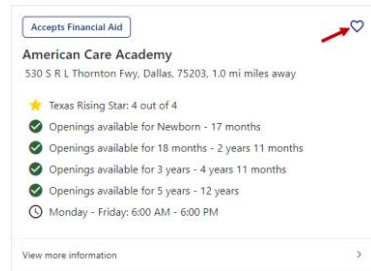 Accepts Financial Aid
American Care Academy
530 S R L Thornton Fwy, Dallas, 75203, 1.0 mi miles away
Texas Rising Star: 4 out of 4
Openings available for Newborn - 17 months
Openings available for 18 months - 2 years 11 months
Openings available for 3 years - 4 years 11 months
Openings available for 5 years - 12 years
Monday - Friday: 6:00 AM - 6:00 PM
View more information